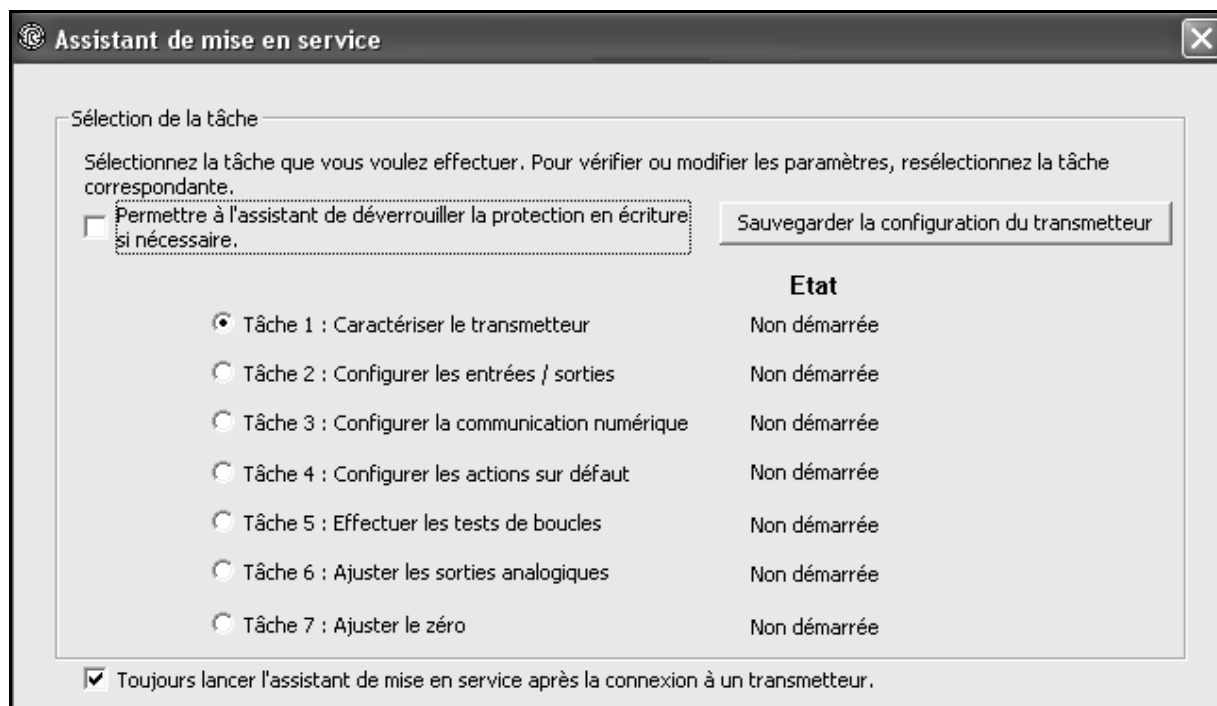 Assistant de mise en service
Sélection de la tâche
Sélectionnez la tâche que vous voulez effectuer. Pour vérifier ou modifier les paramètres, resélectionnez la tâche
correspondante.
Permettre à l'assistant de déverrouiller la protection en écriture
si nécessaire.
Sauvegarder la configuration du transmetteur
Etat
Tâche 1 : Caractériser le transmetteur Non démarrée
Tâche 2 : Configurer les entrées / sorties Non démarrée
Tâche 3 : Configurer la communication numérique Non démarrée
Tâche 4 : Configurer les actions sur défaut Non démarrée
Tâche 5 : Effectuer les tests de boucles Non démarrée
Tâche 6 : Ajuster les sorties analogiques Non démarrée
Tâche 7 : Ajuster le zéro Non démarrée
Toujours lancer l'assistant de mise en service après la connexion à un transmetteur.